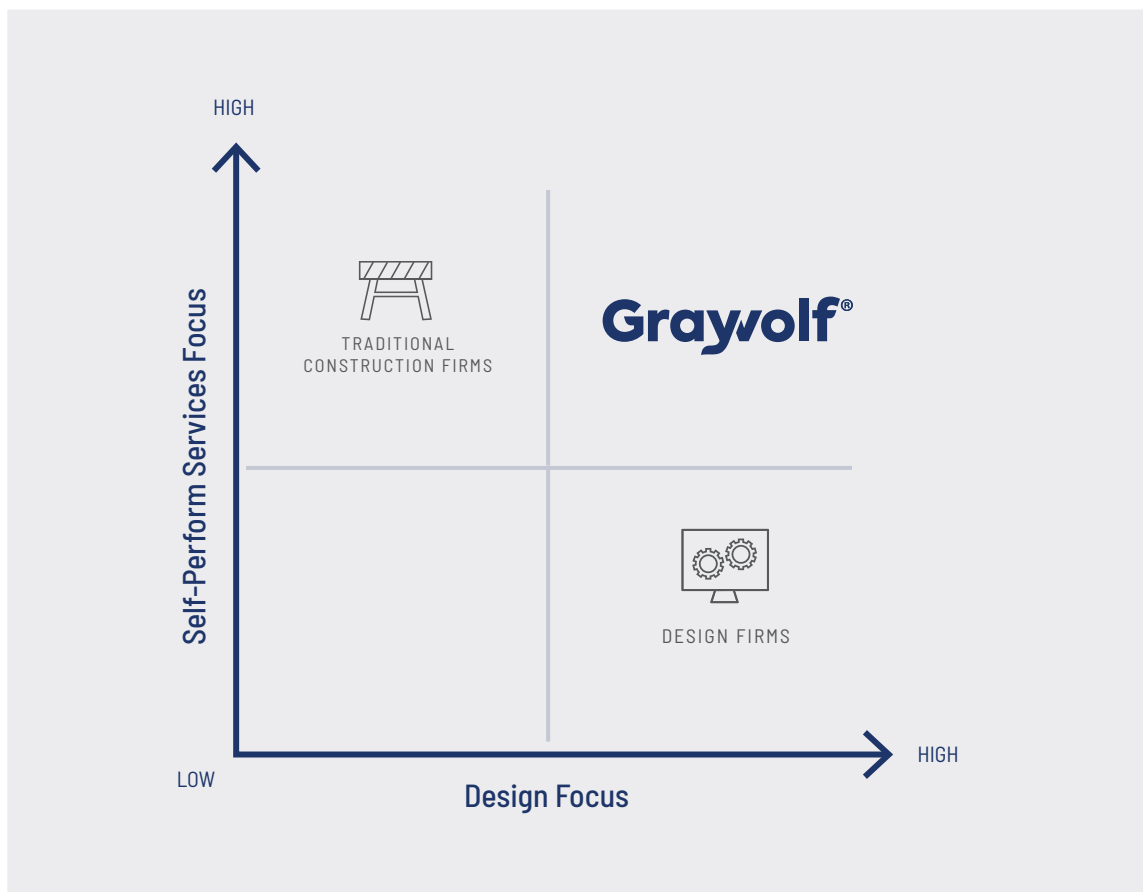 HIGH
Self-Perform Services Focus
TRADITIONAL
CONSTRUCTION FIRMS
Graywolf®
DESIGN FIRMS
LOW
HIGH
Design Focus